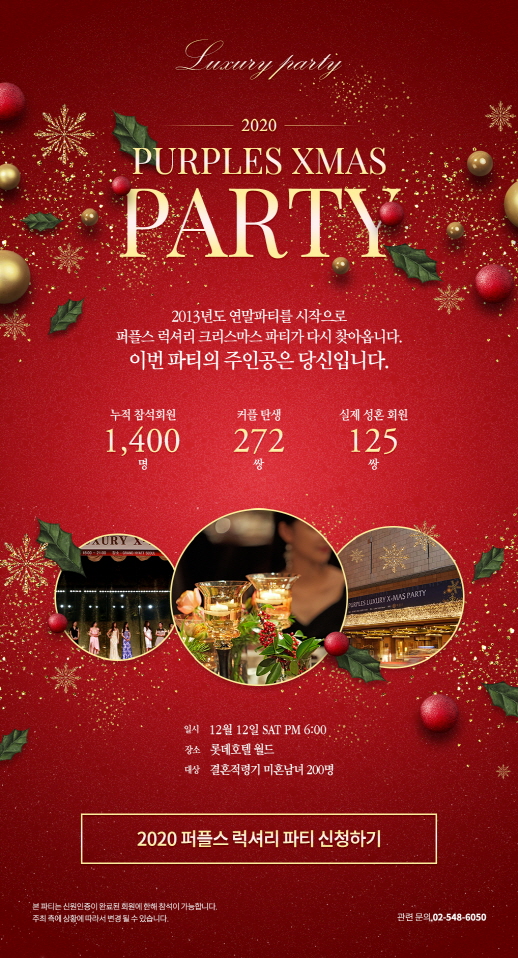 Luxury party
2020
PURPLES XMAS
PARTY
2013년도 연말파티를 시작으로
퍼플스 럭셔리 크리스마스 파티가 다시 찾아옵니다.
이번 파티의 주인공은 당신입니다.
누적 참석회원
1,400
명
커플 탄생
272
쌍
실제 성혼 회원
125
쌍
XURY X-
PURPLES LUXURY X-MAS PARTY
일시 12월 12일 SAT PM 6:00
장소 롯데호텔 월드
대상 결혼적령기 미혼남녀 200명
2020 퍼플스 럭셔리 파티 신청하기
본 파티는 신원인증이 완료된 회원에 한해 참석이 가능합니다.
주최 측에 상황에 따라서 변경 될 수 있습니다.
관련 문의.02-548-6050